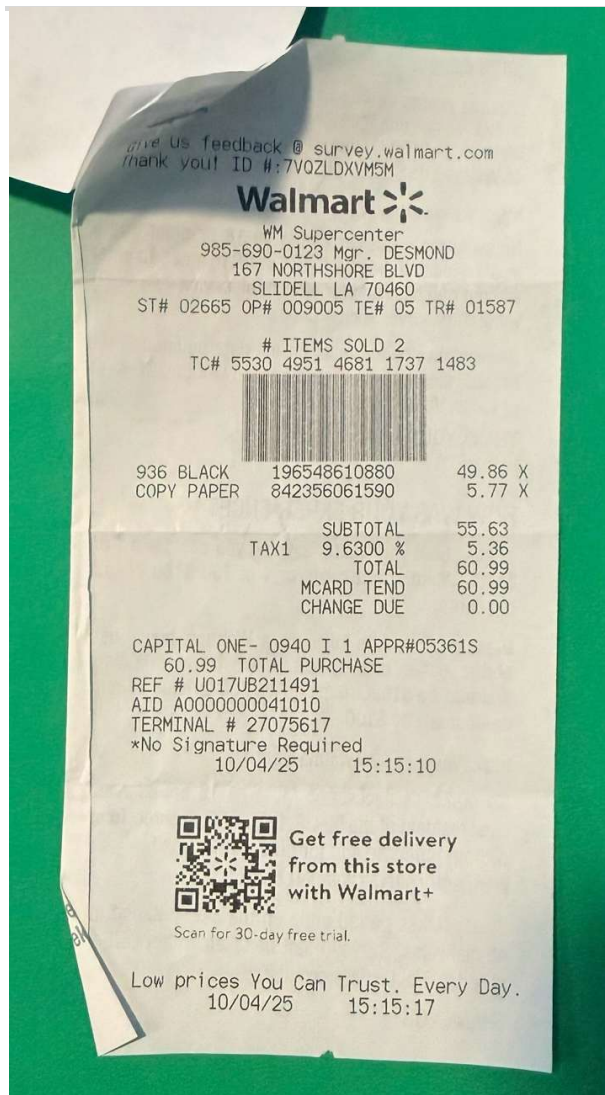 Give us feedback @ survey.walmart.com
Thank you! ID #:7VQZLDXVM5M
Walmart
WM Supercenter
985-690-0123 Mgr. DESMOND
167 NORTHSHORE BLVD
SLIDELL LA 70460
ST# 02665 OP# 009005 TE# 05 TR# 01587
# ITEMS SOLD 2
TC# 5530 4951 4681 1737 1483
936 BLACK 196548610880 49.86 X
COPY PAPER 842356061590 5.77 X
SUBTOTAL 55.63
TAX1 9.6300 % 5.36
TOTAL 60.99
MCARD TEND 60.99
CHANGE DUE 0.00
CAPITAL ONE- 0940 I 1 APPR#05361S
60.99 TOTAL PURCHASE
REF # U017UB211491
AID A0000000041010
TERMINAL # 27075617
*No Signature Required
10/04/25 15:15:10
Get free delivery
from this store
with Walmart+
Scan for 30-day free trial.
Low prices You Can Trust. Every Day.
10/04/25 15:15:17